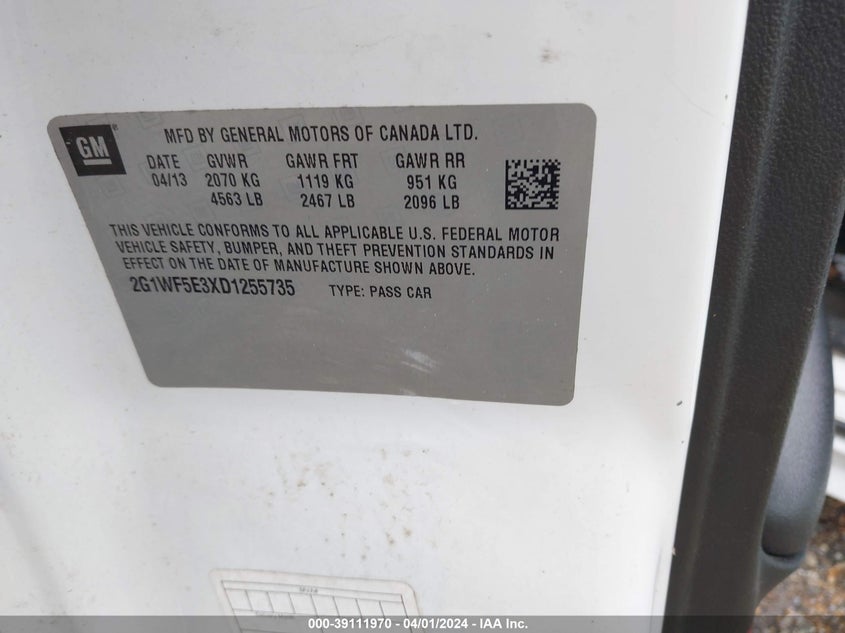 GM®
MFD BY GENERAL MOTORS OF CANADA LTD.
DATE GVWR GAWR FRT GAWR RR
04/13 2070 KG 1119 KG 951 KG
4563 LB 2467 LB 2096 LB
THIS VEHICLE CONFORMS TO ALL APPLICABLE U.S. FEDERAL MOTOR
VEHICLE SAFETY, BUMPER, AND THEFT PREVENTION STANDARDS IN
EFFECT ON THE DATE OF MANUFACTURE SHOWN ABOVE.
2G1WF5E3XD1255735 TYPE: PASS CAR
000-39111970 - 04/01/2024 - IAA Inc.